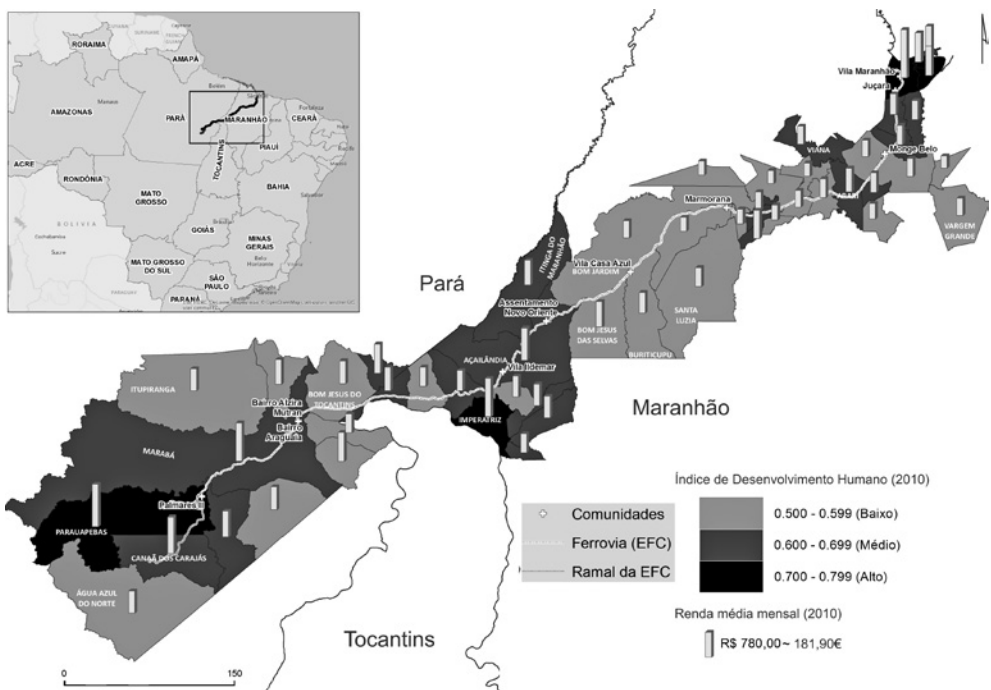 RORAIMA
AMAPÁ
AMAZONAS
PARÁ
MARANHÃO
CEARÁ
PIAUÍ
TOCANTINS
ACRE
RONDÔNIA
MATO
GROSSO
BAHIA
BOLIVIA
GOIÁS
MINAS
GERAIS
MATO GROSSO
DO SUL
SÃO
PAULO
PARANÁ
Vila Maranhão
Juçara
VIANA
Monge Belo
Marmorana
VARGEM
GRANDE
ITINGA DO
MARANHÃO
Vila Casa Azul
BOM JARDIM
Pará
Assentamento
Novo Oriente
SANTA
LUZIA
BOM JESUS
DAS SELVAS
BURITICUPU
AÇAILÂNDIA
Vila Ildemar
ITUPIRANGA
BOM JESUS DO
TOCANTINS
Bairro Alzira
Mutran
Bairro
Araguaia
IMPERATRIZ
Maranhão
MARABÁ
Palmares II
PARAUAPEBAS
CANAÃ DOS CARAJÁS
ÁGUA AZUL
DO NORTE
Tocantins
0 150
Comunidades
Ferrovia (EFC)
Ramal da EFC
Índice de Desenvolvimento Humano (2010)
0.500 - 0.599 (Baixo)
0.600 - 0.699 (Médio)
0.700 - 0.799 (Alto)
Renda média mensal (2010)
R$ 780,00~ 181,90€